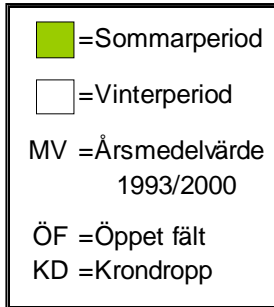 =Sommarperiod
=Vinterperiod
MV =Årsmedelvärde
1993/2000
ÖF =Öppet fält
KD =Krondropp